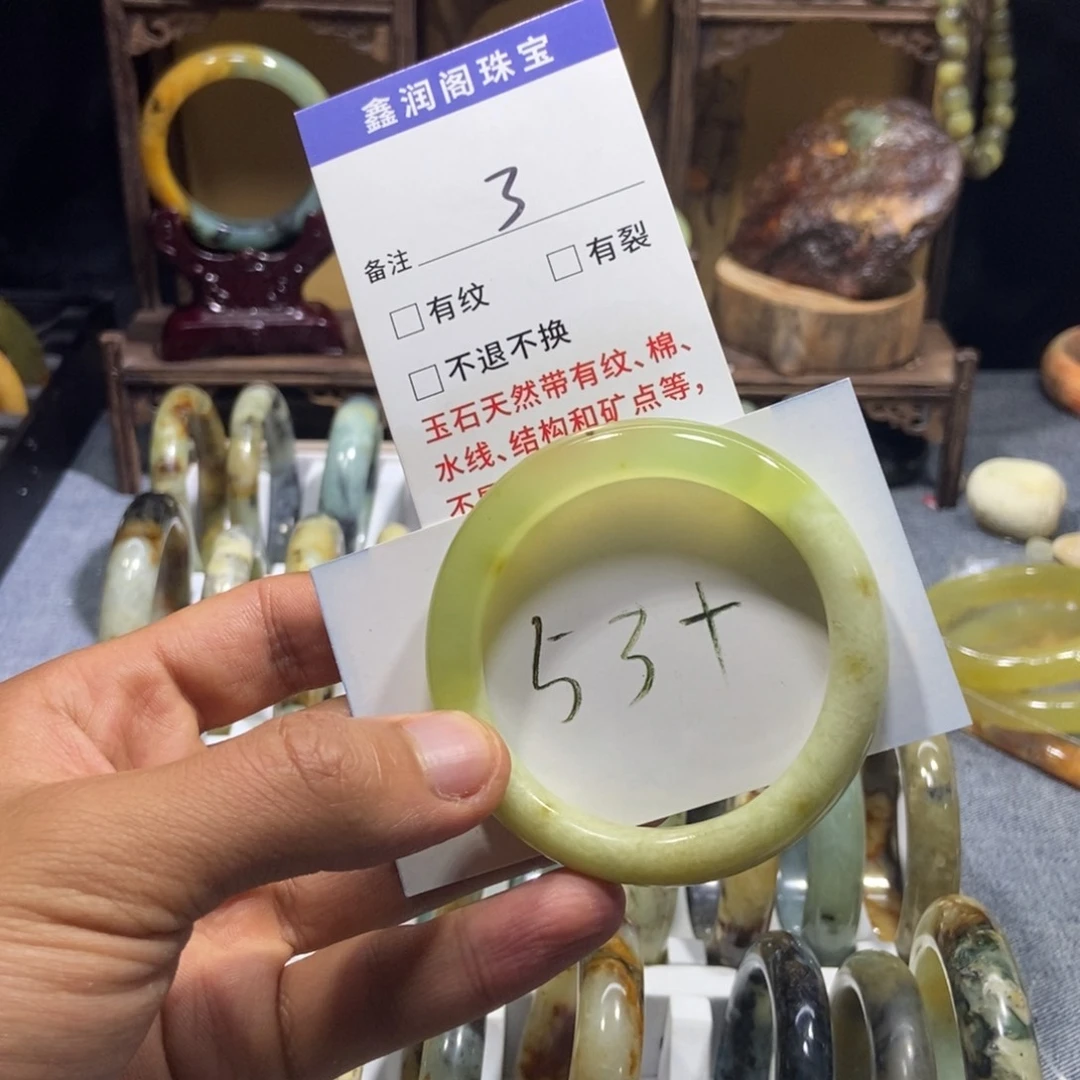 鑫润阁珠宝
3
备注
□有纹 □有裂
□不退不换
玉石天然带有纹、棉、
水线、结构和矿点等，
不
53+